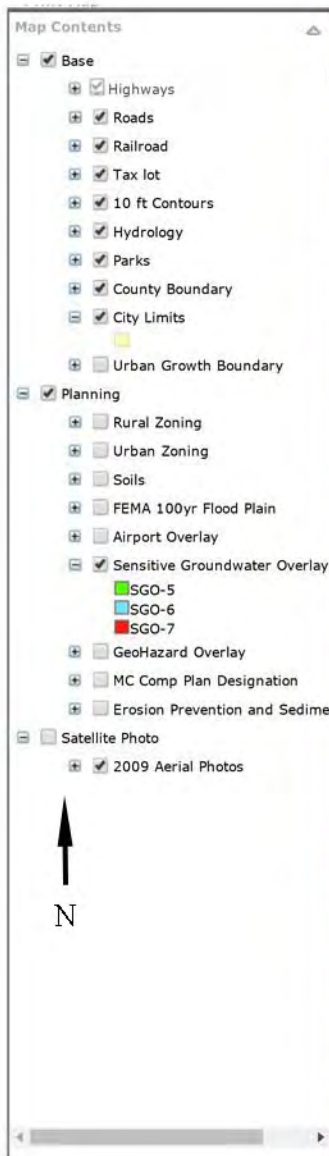 Map Contents
Base
Highways
Roads
Railroad
Tax lot
10 ft Contours
Hydrology
Parks
County Boundary
City Limits
Urban Growth Boundary
Planning
Rural Zoning
Urban Zoning
Soils
FEMA 100yr Flood Plain
Airport Overlay
Sensitive Groundwater Overlay
SGO-5
SGO-6
SGO-7
GeoHazard Overlay
MC Comp Plan Designation
Erosion Prevention and Sedime
Satellite Photo
2009 Aerial Photos
N